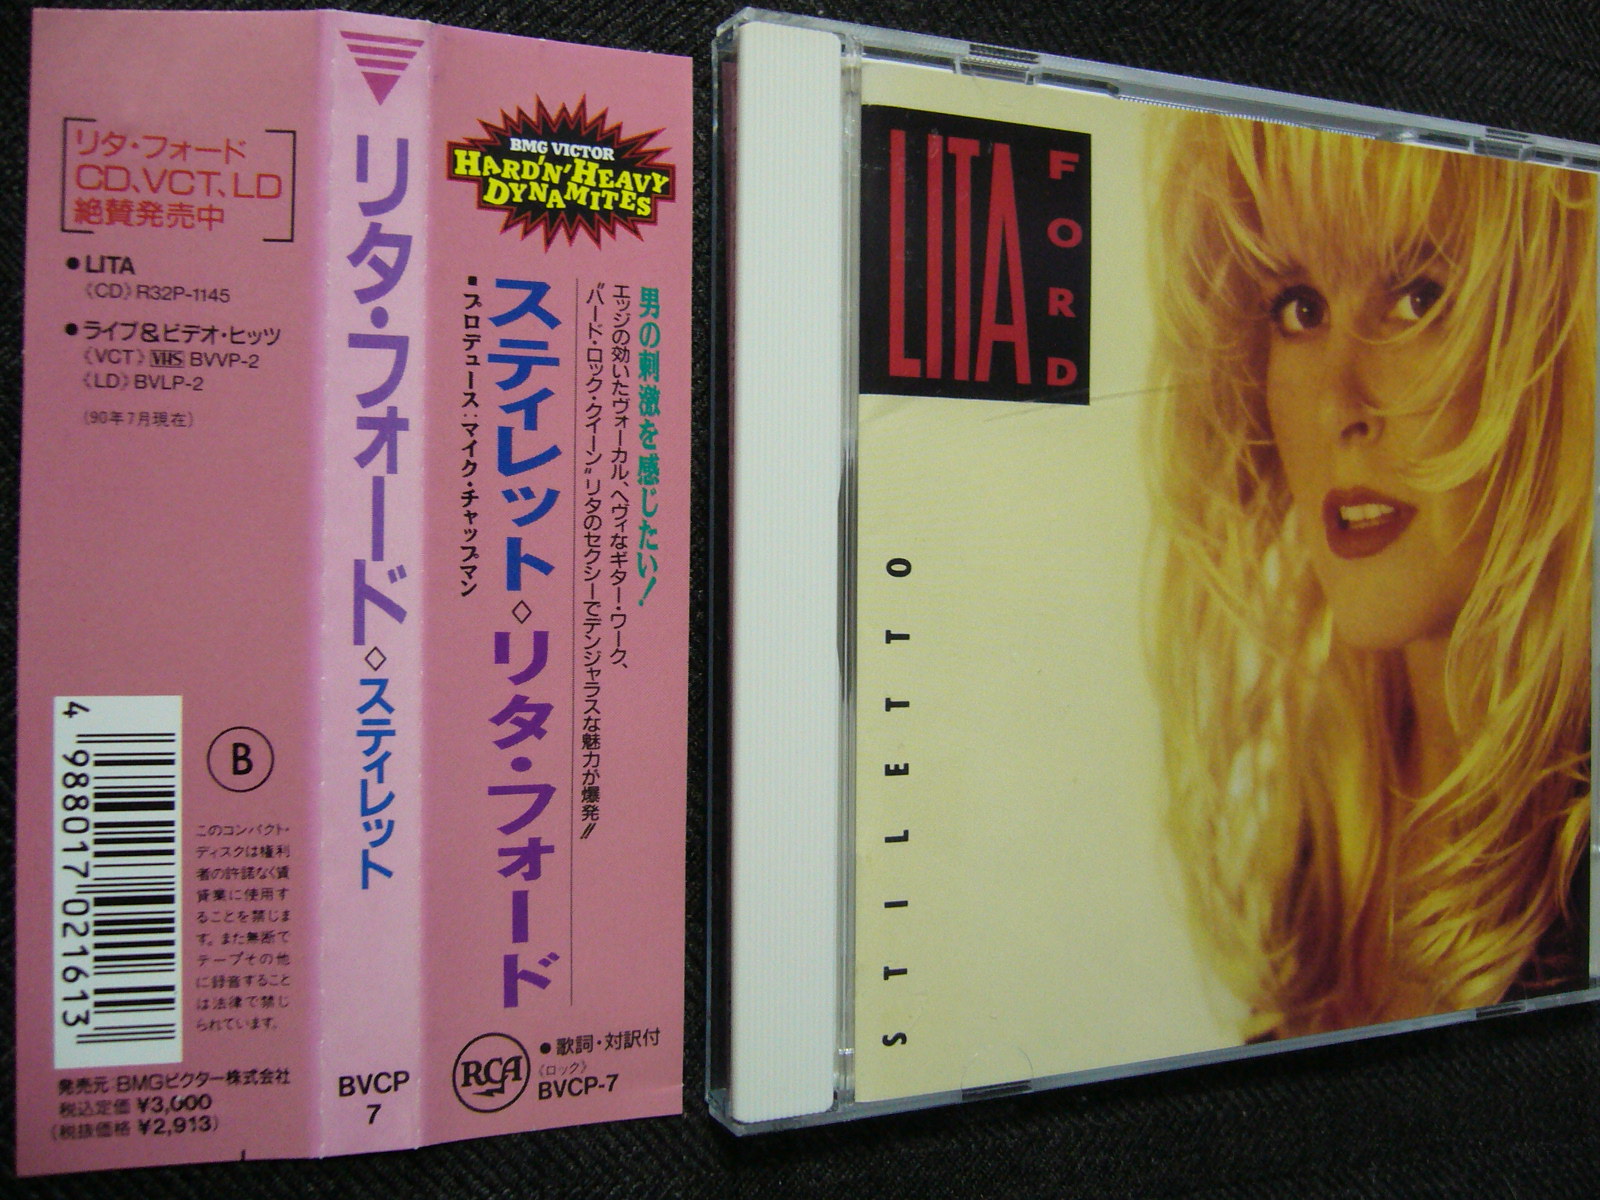 リタ・フォード
CD、VCT、LD
絶賛発売中
●LITA
《CD》R32P-1145
●ライブ&ビデオ・ヒッツ
《VCT》VHS BVVP-2
《LD》BVLP-2
(90年7月現在)
4 988017 021613
B
このコンパクト・
ディスクは権利
者の許諾なく賃
貸業に使用す
ることを禁じま
す。また無断で
テープその他
に録音すること
は法律で禁じ
られています。
発売元:BMGビクター株式会社
税込定価 ¥3,000
(税抜価格 ¥2,913)
リタ・フォード◇スティレット
BVCP
7
BMG VICTOR
HARD'N'HEAVY
DYNAMITES
男の刺激を感じたい!
エッジの効いたヴォーカル、ヘヴィなギター・ワーク、
"ハード・ロック・クイーン"リタのセクシーでデンジャラスな魅力が爆発!!
スティレット◇リタ・フォード
■プロデュース:マイク・チャップマン
RCA
●歌詞・対訳付
《ロック》
BVCP-7
LITA
FORD
STILETTO